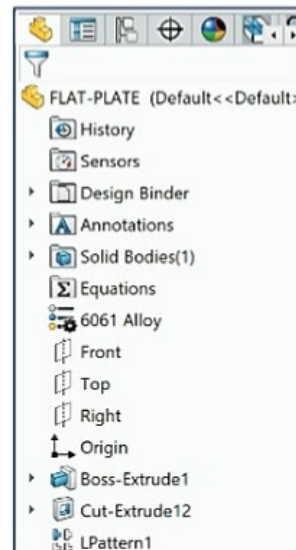 FLAT-PLATE (Default<<Default>
History
Sensors
Design Binder
Annotations
Solid Bodies(1)
Σ Equations
6061 Alloy
Front
Top
Right
Origin
Boss-Extrude1
Cut-Extrude12
LPattern1